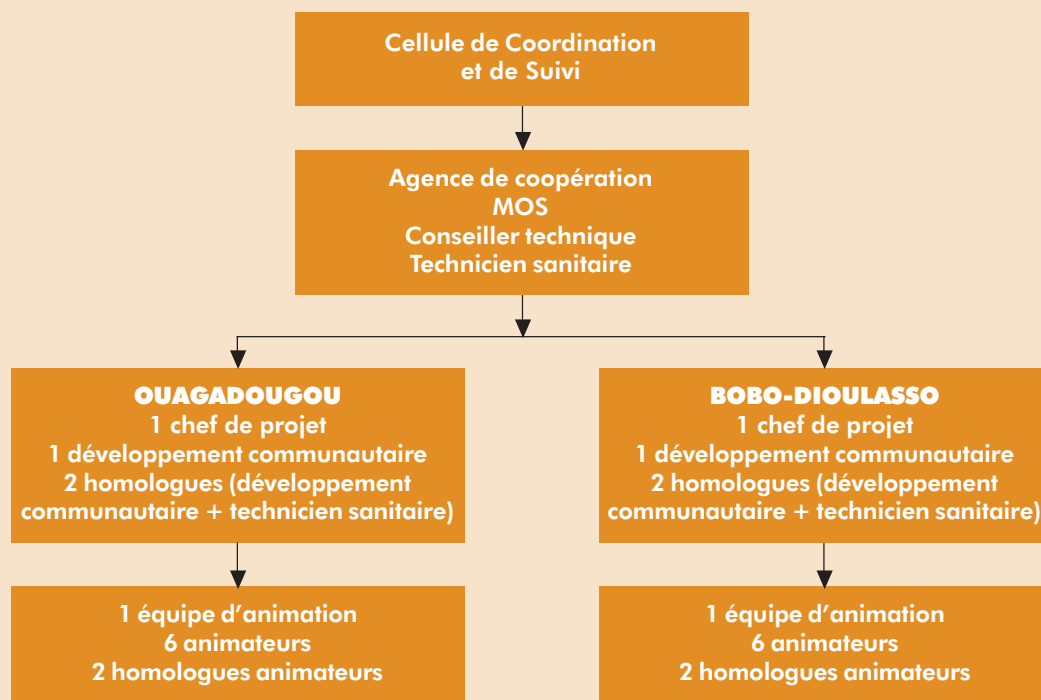 Cellule de Coordination
et de Suivi
Agence de coopération
MOS
Conseiller technique
Technicien sanitaire
OUAGADOUGOU
1 chef de projet
1 développement communautaire
2 homologues (développement
communautaire + technicien sanitaire)
BOBO-DIOULASSO
1 chef de projet
1 développement communautaire
2 homologues (développement
communautaire + technicien sanitaire)
1 équipe d’animation
6 animateurs
2 homologues animateurs
1 équipe d’animation
6 animateurs
2 homologues animateurs